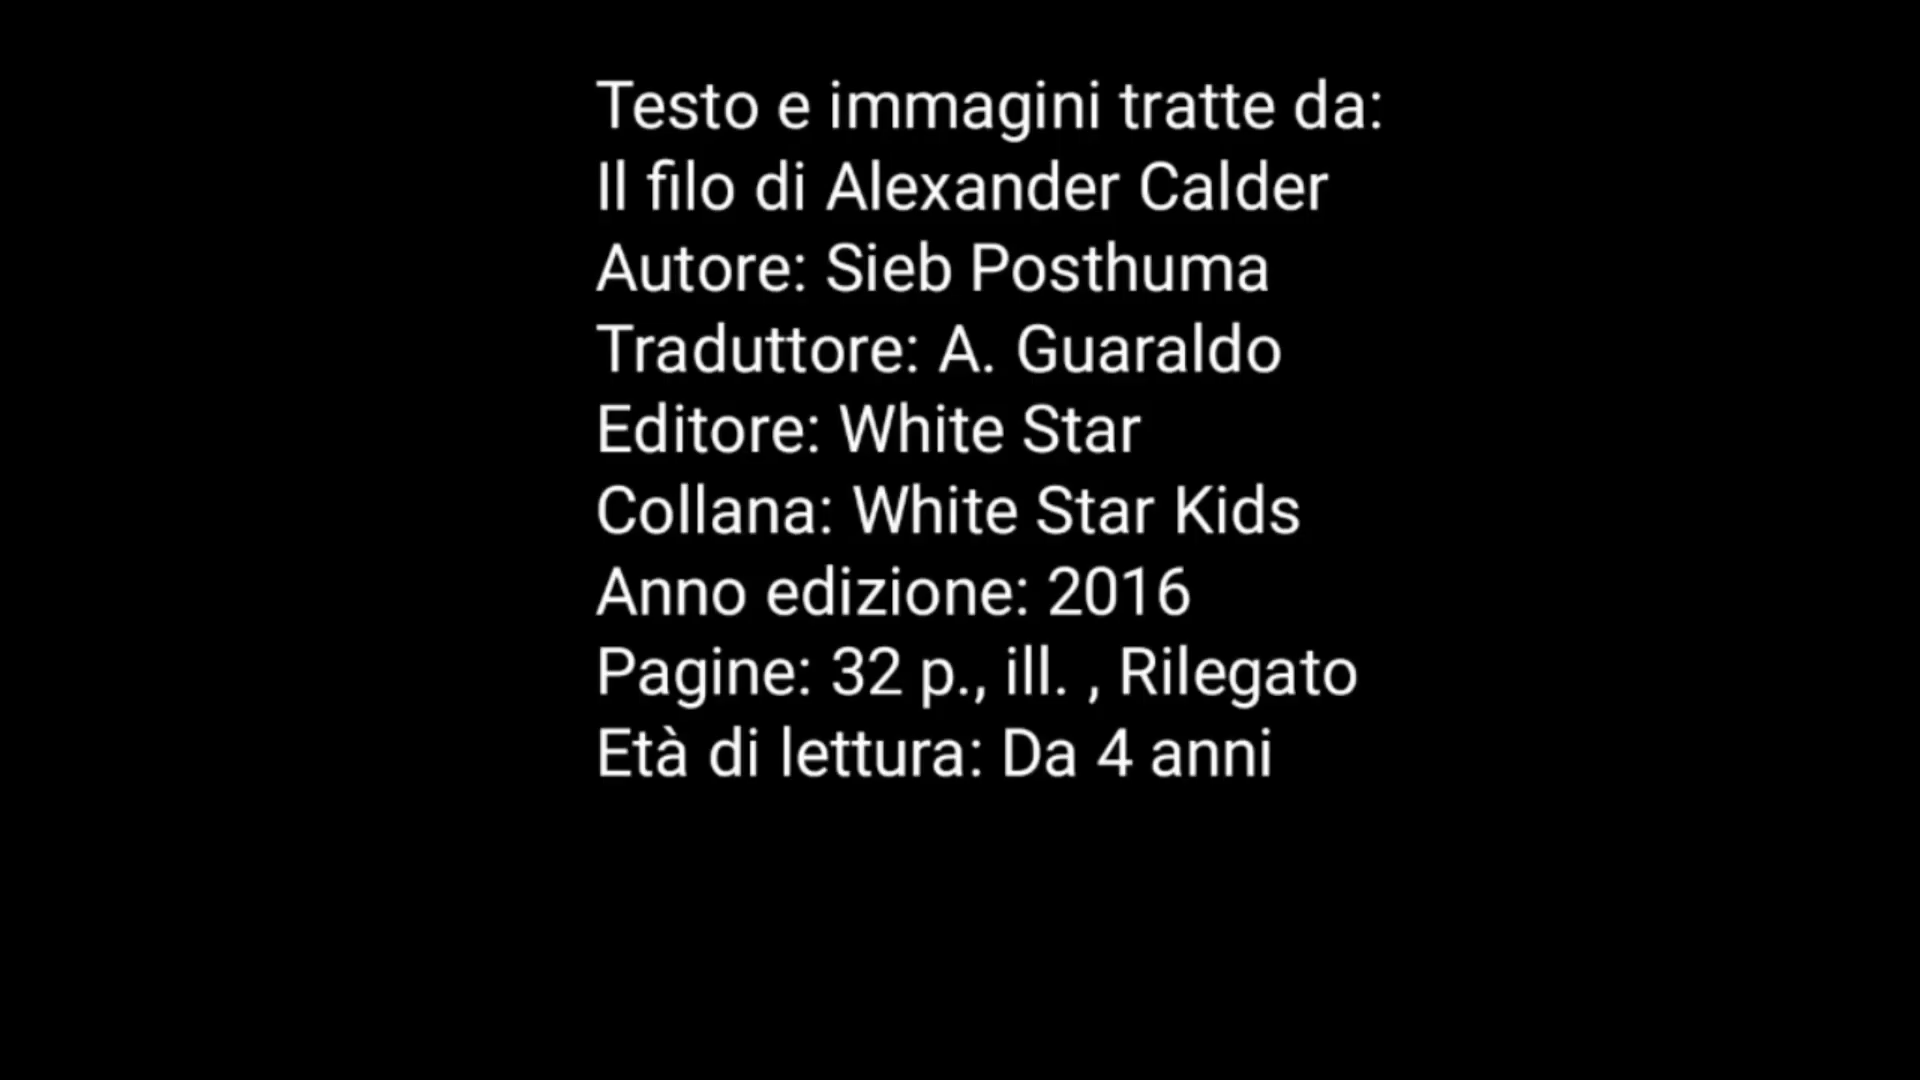 Testo e immagini tratte da:
Il filo di Alexander Calder
Autore: Sieb Posthuma
Traduttore: A. Guaraldo
Editore: White Star
Collana: White Star Kids
Anno edizione: 2016
Pagine: 32 p., ill. , Rilegato
Età di lettura: Da 4 anni